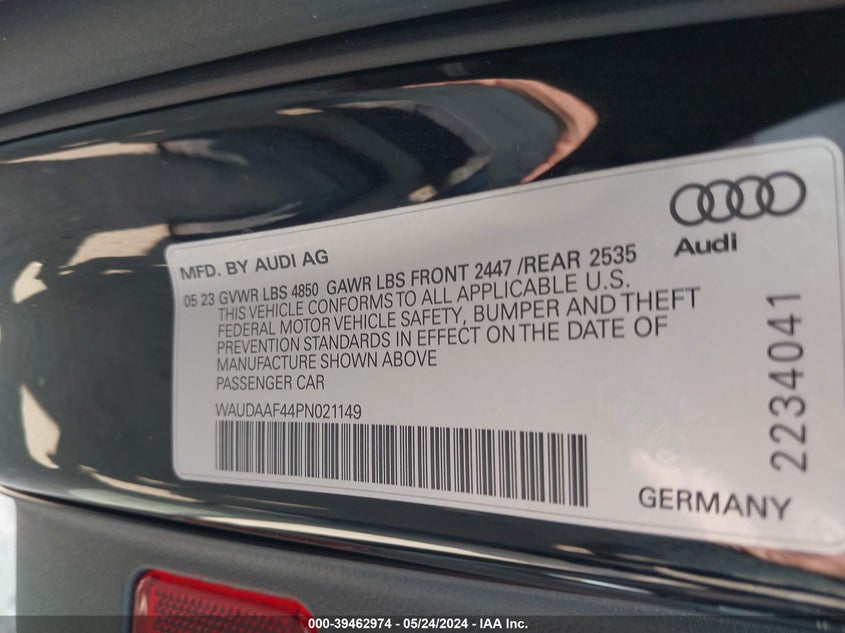 Audi
MFD. BY AUDI AG
05 23 GVWR LBS 4850 GAWR LBS FRONT 2447 /REAR 2535
THIS VEHICLE CONFORMS TO ALL APPLICABLE U.S.
FEDERAL MOTOR VEHICLE SAFETY, BUMPER AND THEFT
PREVENTION STANDARDS IN EFFECT ON THE DATE OF
MANUFACTURE SHOWN ABOVE
PASSENGER CAR
WAUDAAF44PN021149
2234041
GERMANY
000-39462974 - 05/24/2024 - IAA Inc.